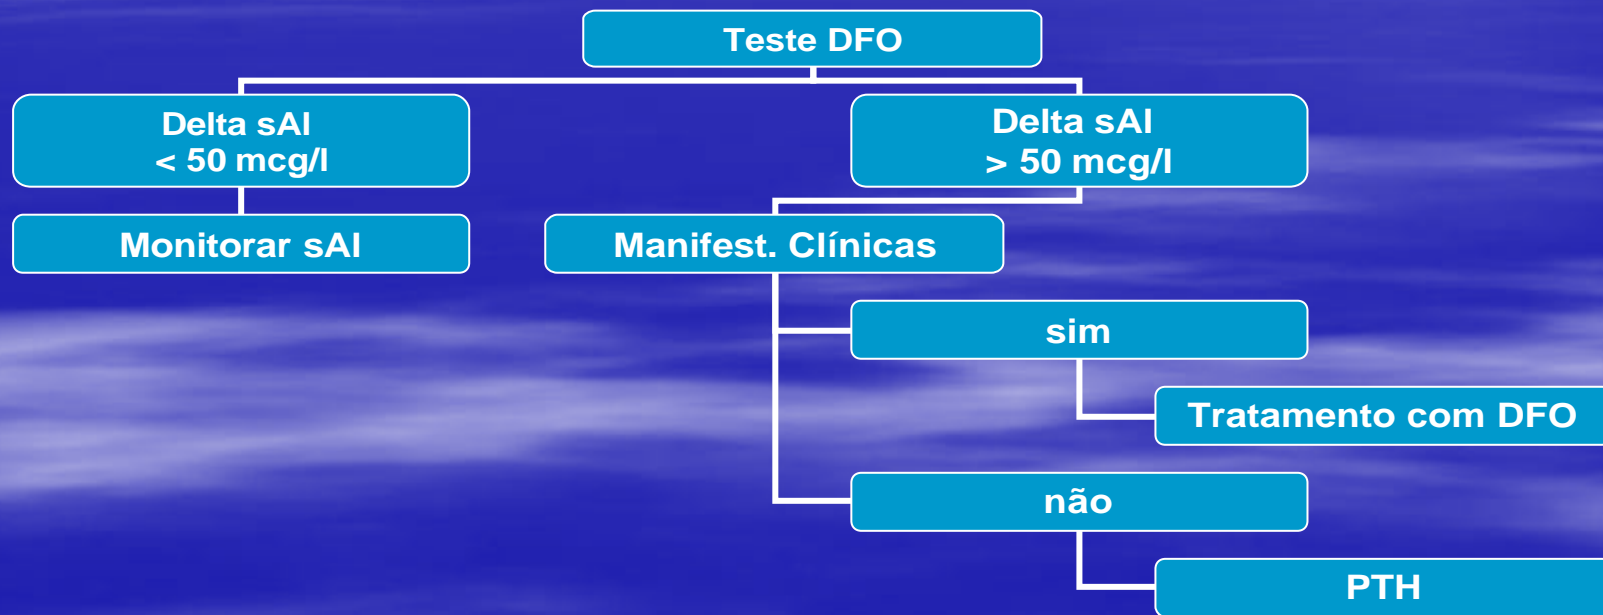 Teste DFO
Delta sAl
< 50 mcg/l
Delta sAl
> 50 mcg/l
Monitorar sAl
Manifest. Clínicas
sim
Tratamento com DFO
não
PTH